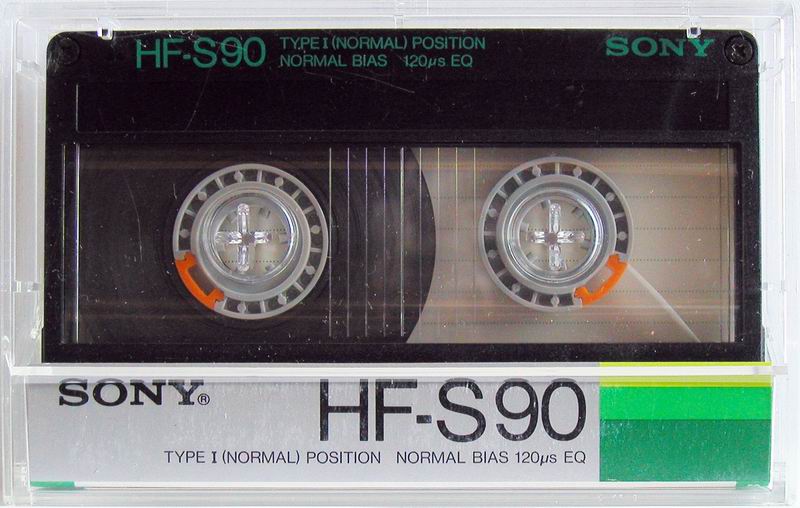 HF-S90 TYPE I (NORMAL) POSITION SONY
NORMAL BIAS 120µs EQ
SONY®
HF-S90
TYPE I (NORMAL) POSITION NORMAL BIAS 120µs EQ